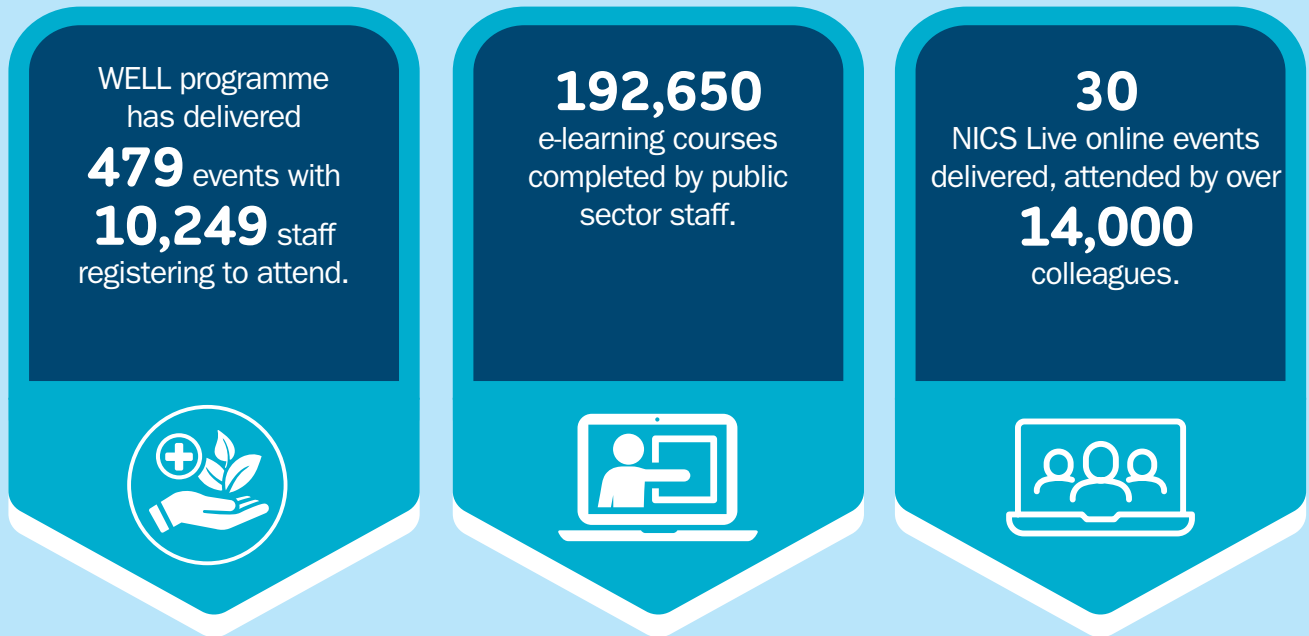 WELL programme
has delivered
479 events with
10,249 staff
registering to attend.
192,650
e-learning courses
completed by public
sector staff.
30
NICS Live online events
delivered, attended by over
14,000
colleagues.